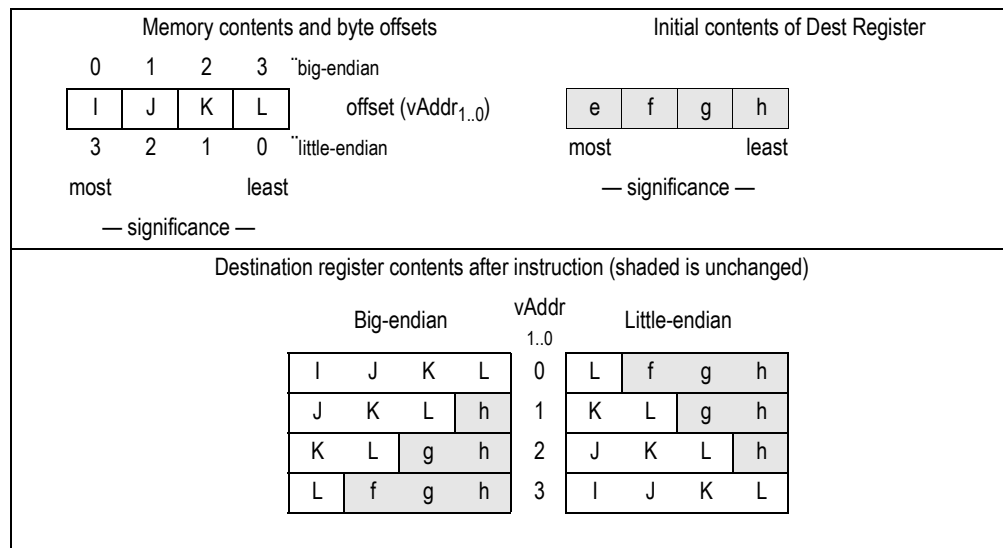 Memory contents and byte offsets
Initial contents of Dest Register
0 1 2 3 ¨big-endian
I J K L offset (vAddr1..0)
e f g h
3 2 1 0 ¨little-endian
most least
most least
— significance —
— significance —
Destination register contents after instruction (shaded is unchanged)
Big-endian vAddr 1..0 Little-endian
I J K L 0 L f g h
J K L h 1 K L g h
K L g h 2 J K L h
L f g h 3 I J K L